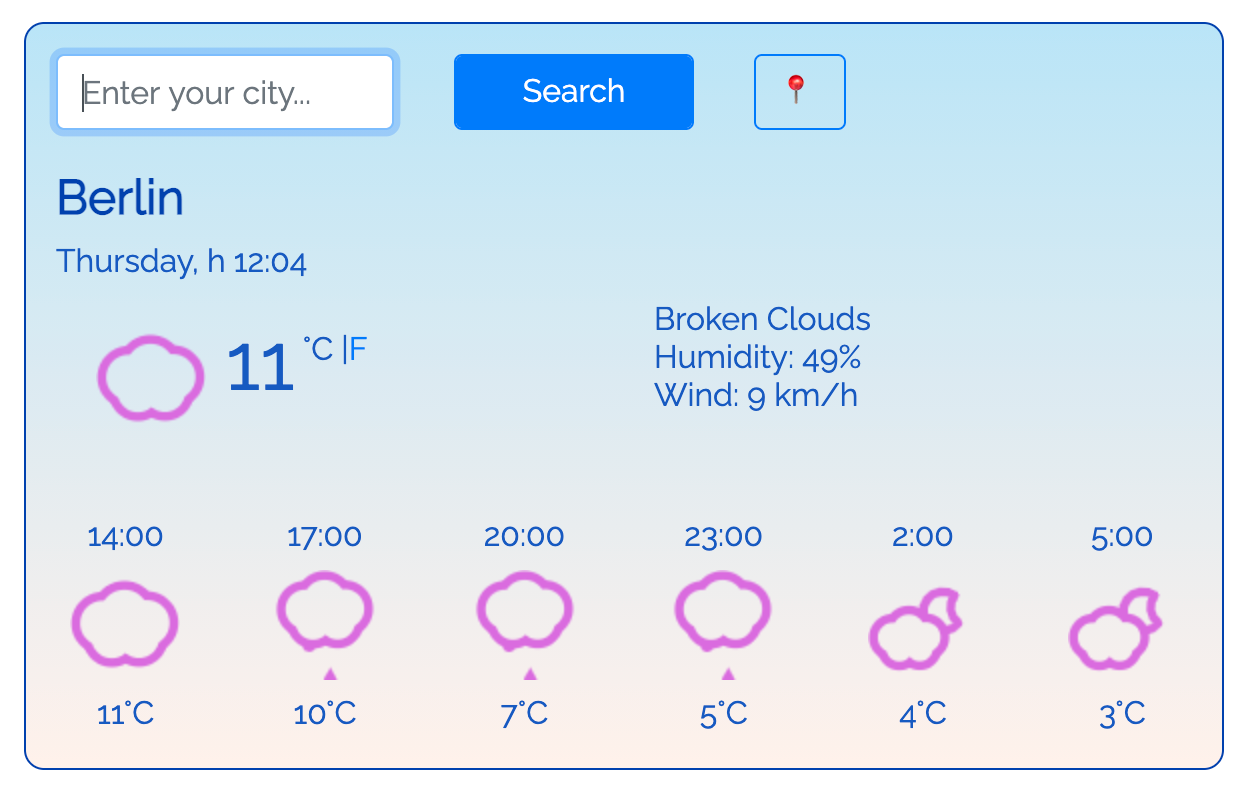 Enter your city...
Search
Berlin
Thursday, h 12:04
11 °C |F
Broken Clouds
Humidity: 49%
Wind: 9 km/h
14:00 17:00 20:00 23:00 2:00 5:00
11°C 10°C 7°C 5°C 4°C 3°C